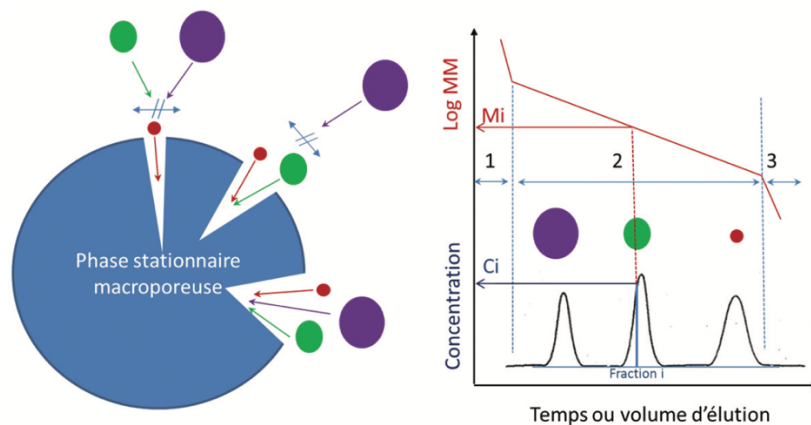 Phase stationnaire
macroporeuse
Log MM
Mi
1
2
3
Concentration
Ci
Fraction i
Temps ou volume d'élution